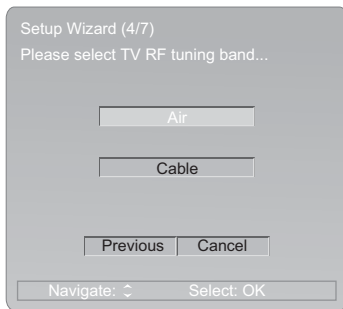 Setup Wizard (4/7)
Please select TV RF tuning band...
Air
Cable
Previous Cancel
Navigate: Select: OK